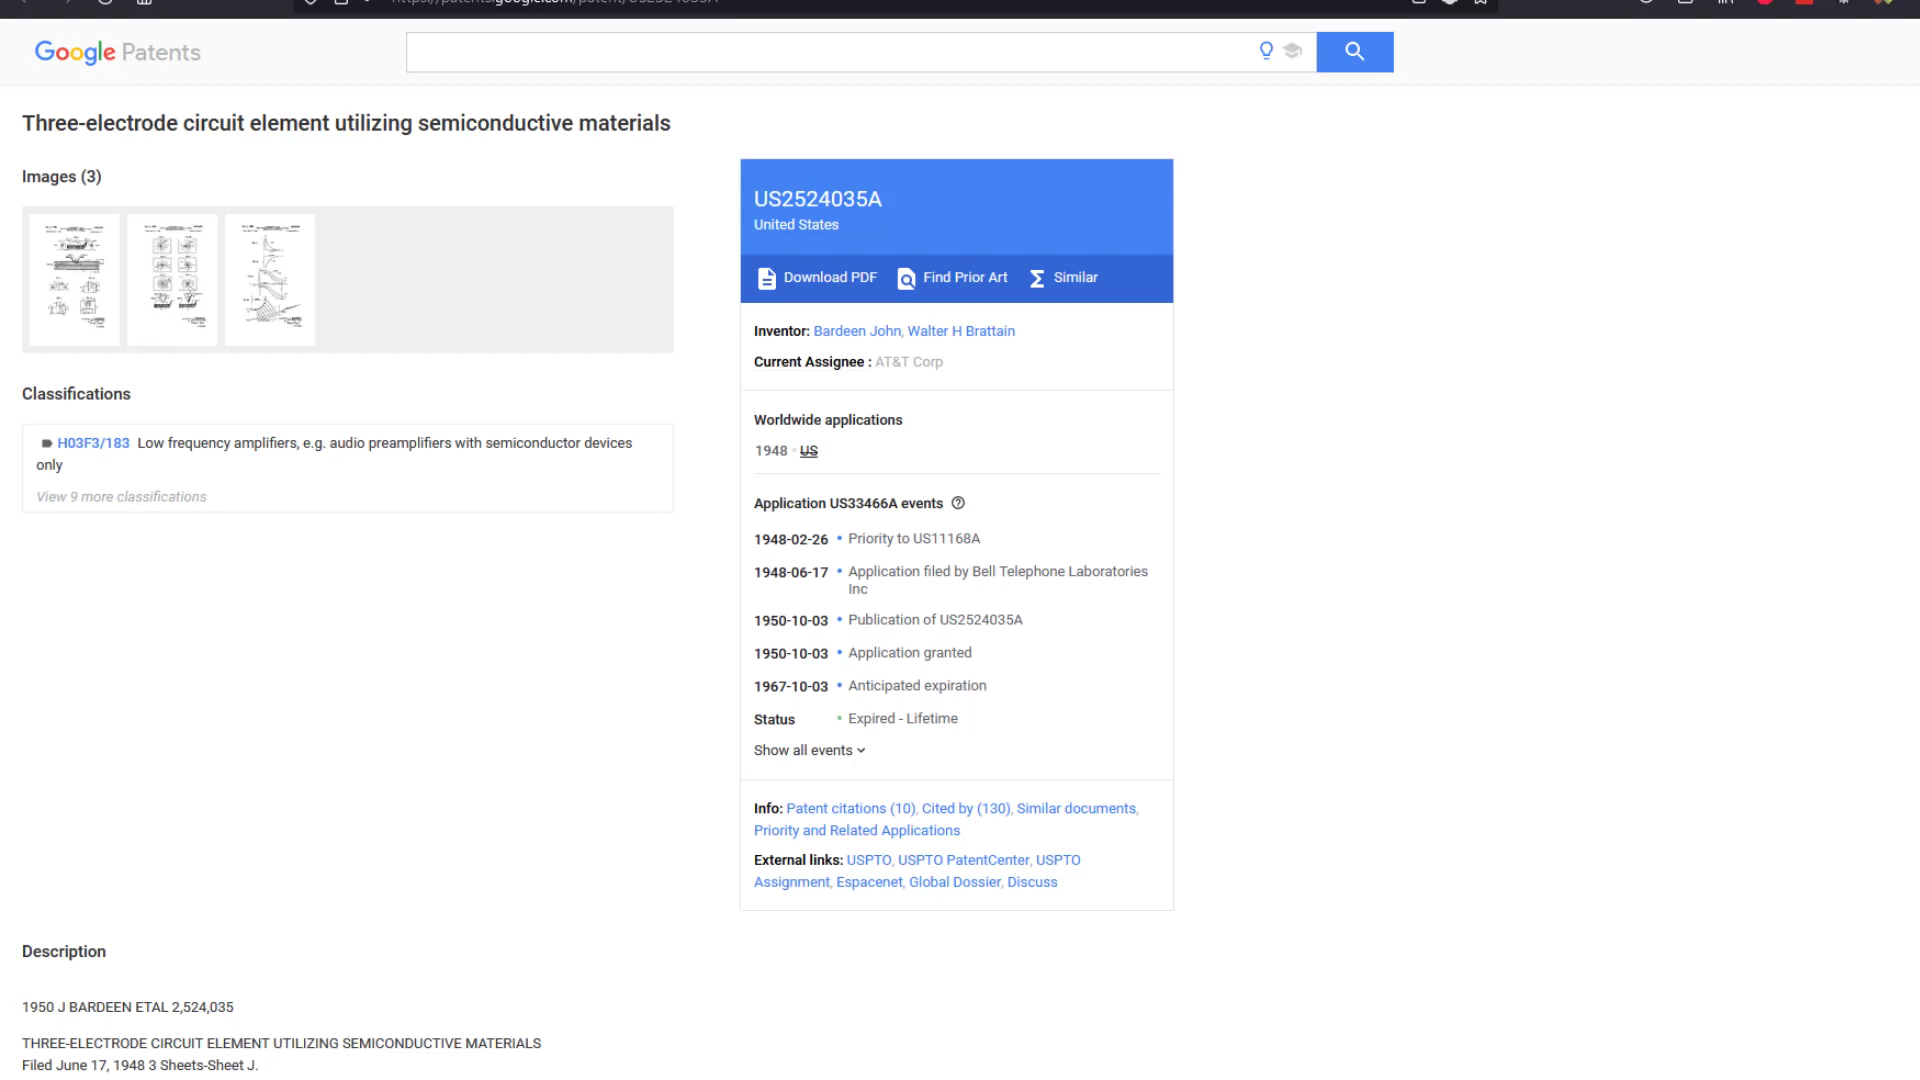 Google Patents
Three-electrode circuit element utilizing semiconductive materials
Images (3)
US2524035A
United States
Download PDF
Find Prior Art
Similar
Inventor: Bardeen John, Walter H Brattain
Current Assignee : AT&T Corp
Classifications
H03F3/183 Low frequency amplifiers, e.g. audio preamplifiers with semiconductor devices
only
View 9 more classifications
Worldwide applications
1948 · US
Application US33466A events
1948-02-26 • Priority to US11168A
1948-06-17 • Application filed by Bell Telephone Laboratories
Inc
1950-10-03 • Publication of US2524035A
1950-10-03 • Application granted
1967-10-03 • Anticipated expiration
Status • Expired - Lifetime
Show all events
Info: Patent citations (10), Cited by (130), Similar documents,
Priority and Related Applications
External links: USPTO, USPTO PatentCenter, USPTO
Assignment, Espacenet, Global Dossier, Discuss
Description
1950 J BARDEEN ETAL 2,524,035
THREE-ELECTRODE CIRCUIT ELEMENT UTILIZING SEMICONDUCTIVE MATERIALS
Filed June 17, 1948 3 Sheets-Sheet J.